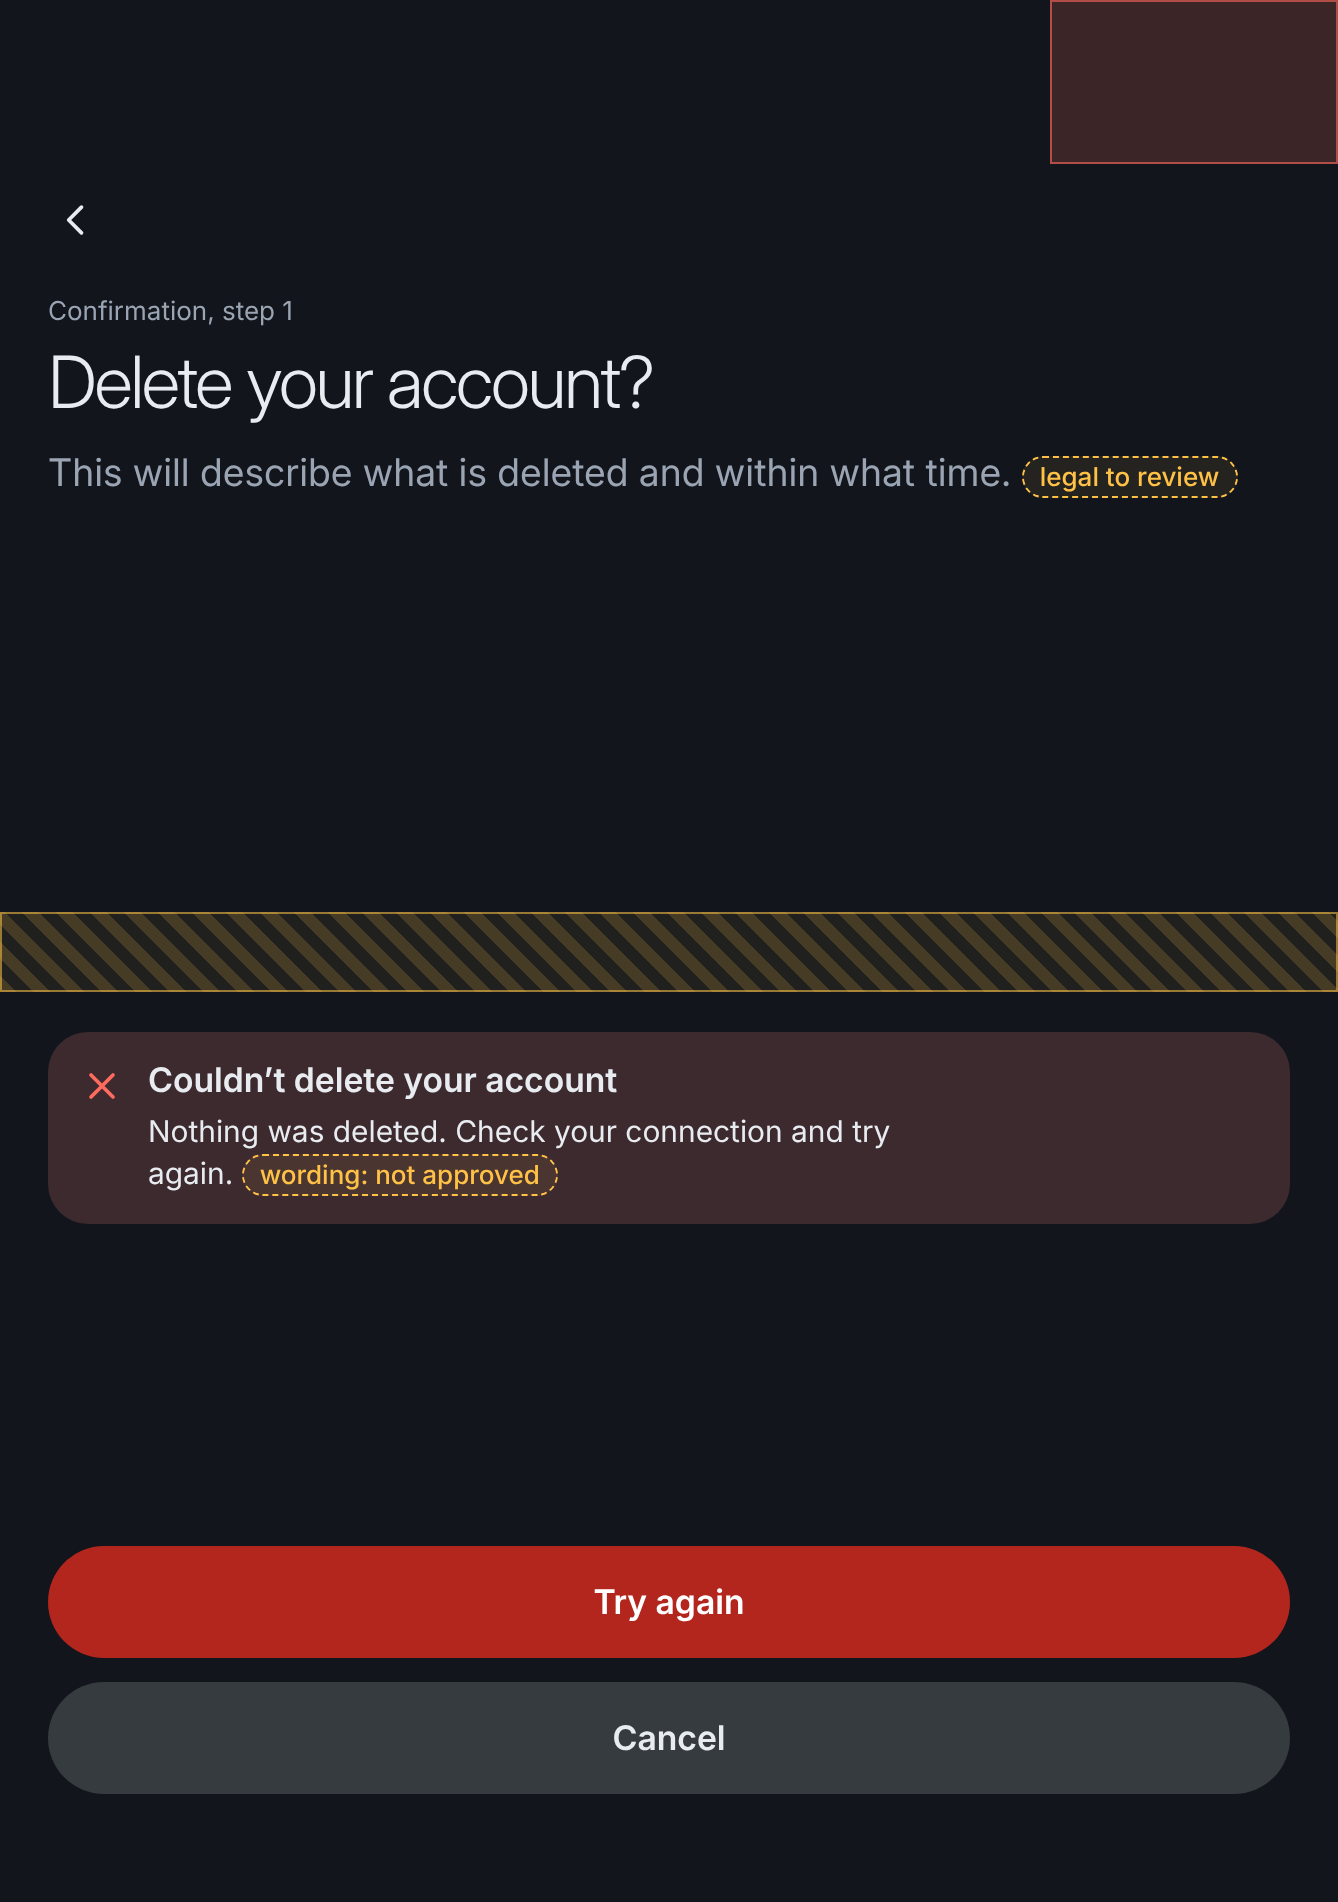 Confirmation, step 1
Delete your account?
This will describe what is deleted and within what time. legal to review
Couldn’t delete your account
Nothing was deleted. Check your connection and try
again. wording: not approved
Try again
Cancel